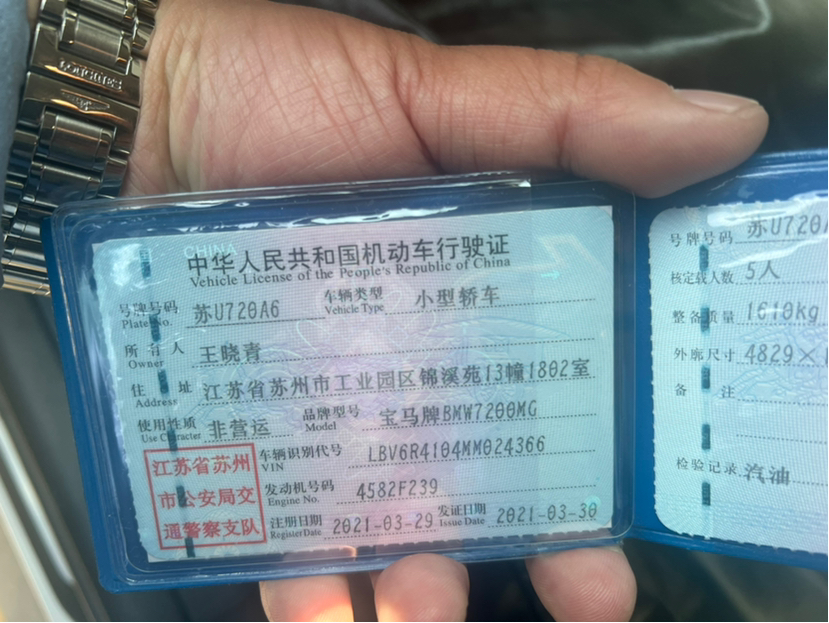 LONGINES
CHINA
中华人民共和国机动车行驶证
Vehicle License of the People's Republic of China
号牌号码 苏U720A6 车辆类型 小型轿车
Plate No. Vehicle Type
所有人 王晓青
Owner
住址 江苏省苏州市工业园区锦溪苑13幢1802室
Address
使用性质 非营运 品牌型号 宝马牌BMW7200MG
Use Character Model
江苏省苏州
市公安局交
通警察支队
车辆识别代号 LBV6R4104MM024366
VIN
发动机号码 4582F239
Engine No.
注册日期 2021-03-29 发证日期 2021-03-30
Register Date Issue Date
号牌号码 苏U720A
核定载人数 5人
整备质量 1610kg
外廓尺寸 4829×1
备注
检验记录 汽油